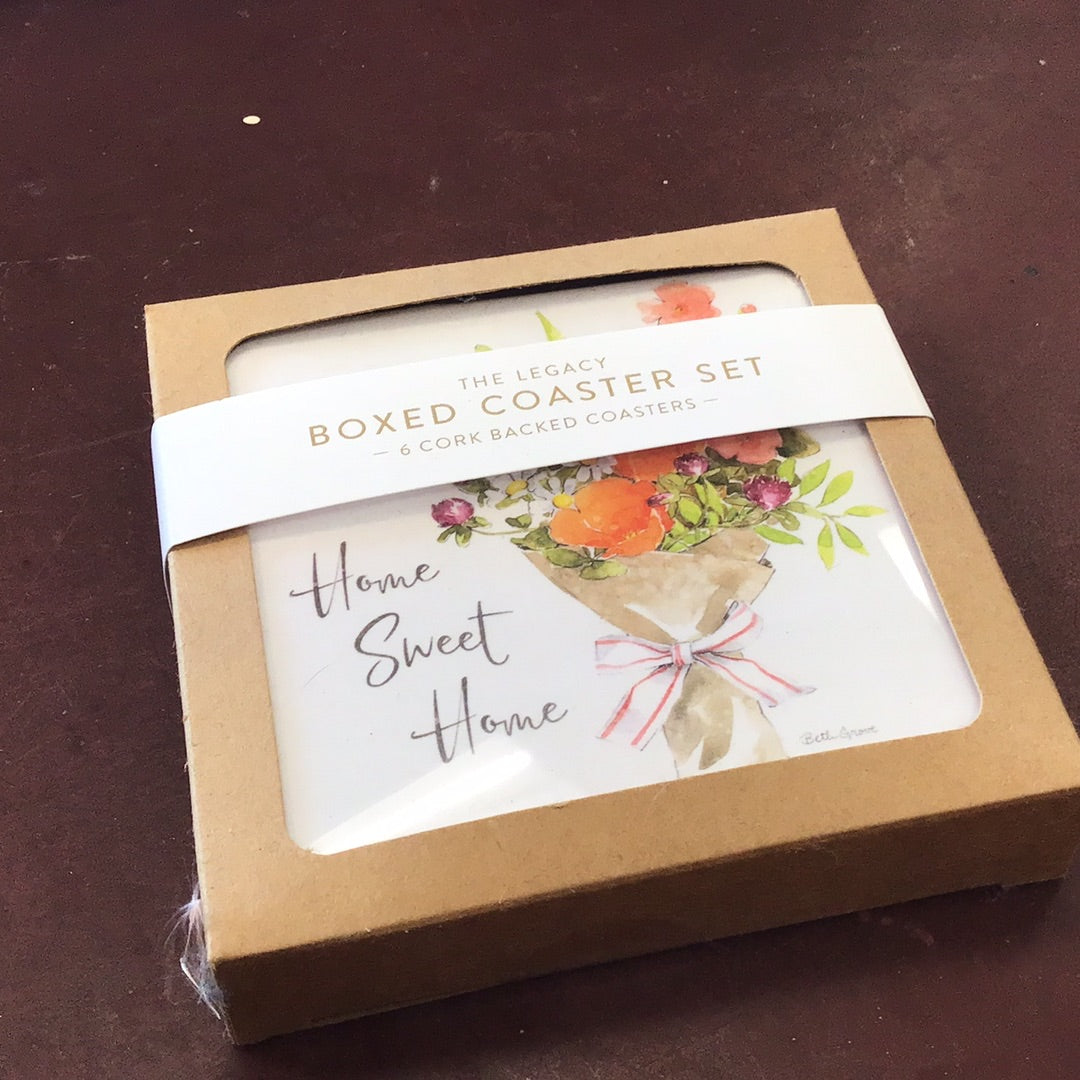 THE LEGACY
BOXED COASTER SET
— 6 CORK BACKED COASTERS —
Home
Sweet
Home
Beth Grove